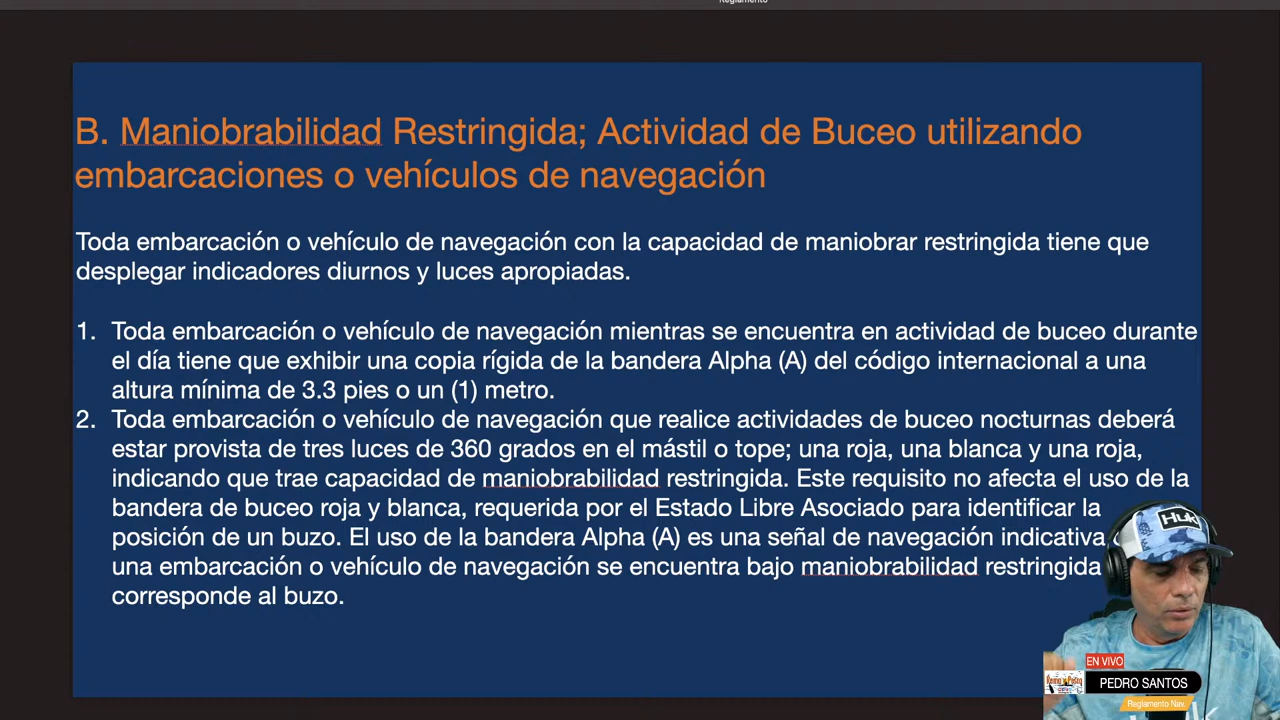 Reglamento
B. Maniobrabilidad Restringida; Actividad de Buceo utilizando
embarcaciones o vehículos de navegación
Toda embarcación o vehículo de navegación con la capacidad de maniobrar restringida tiene que
desplegar indicadores diurnos y luces apropiadas.
1. Toda embarcación o vehículo de navegación mientras se encuentra en actividad de buceo durante
el día tiene que exhibir una copia rígida de la bandera Alpha (A) del código internacional a una
altura mínima de 3.3 pies o un (1) metro.
2. Toda embarcación o vehículo de navegación que realice actividades de buceo nocturnas deberá
estar provista de tres luces de 360 grados en el mástil o tope; una roja, una blanca y una roja,
indicando que trae capacidad de maniobrabilidad restringida. Este requisito no afecta el uso de la
bandera de buceo roja y blanca, requerida por el Estado Libre Asociado para identificar la
posición de un buzo. El uso de la bandera Alpha (A) es una señal de navegación indicativa
una embarcación o vehículo de navegación se encuentra bajo maniobrabilidad restringida
corresponde al buzo.
Huk
EN VIVO
PEDRO SANTOS
Reglamento Nav.